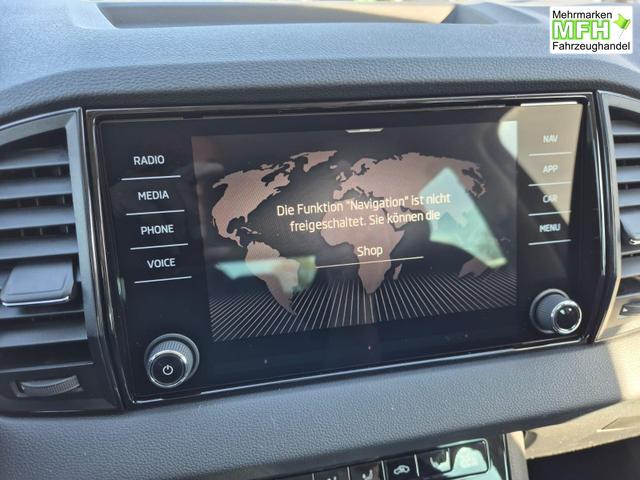 Mehrmarken
MFH
Fahrzeughandel
RADIO
MEDIA
PHONE
VOICE
Die Funktion "Navigation" ist nicht
freigeschaltet. Sie können die
Shop
NAV
APP
CAR
MENU